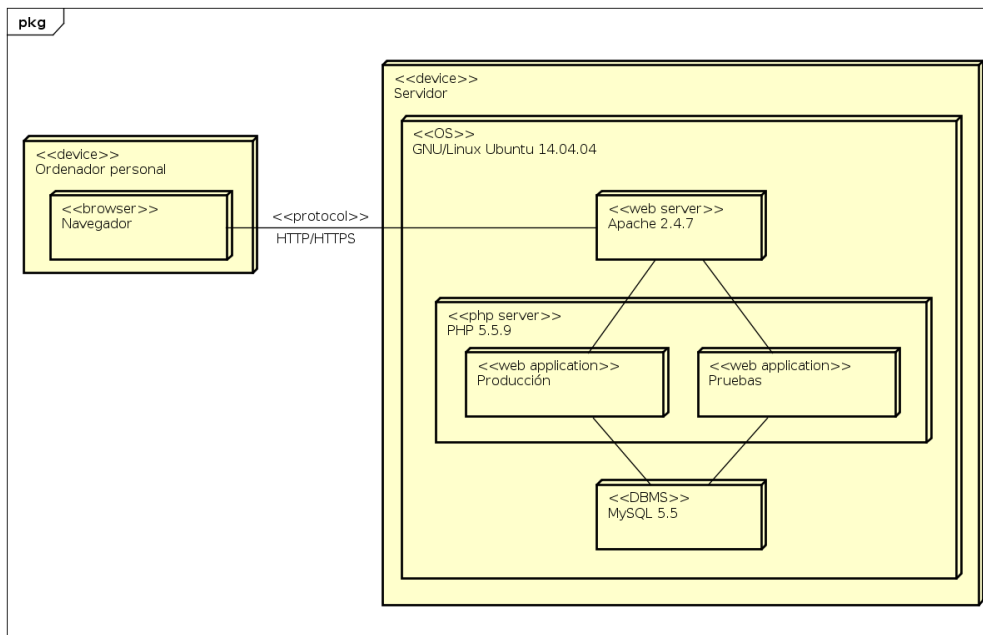 pkg
<<device>>
Servidor
<<OS>>
GNU/Linux Ubuntu 14.04.04
<<device>>
Ordenador personal
<<browser>>
Navegador
<<protocol>>
HTTP/HTTPS
<<web server>>
Apache 2.4.7
<<php server>>
PHP 5.5.9
<<web application>>
Producción
<<web application>>
Pruebas
<<DBMS>>
MySQL 5.5